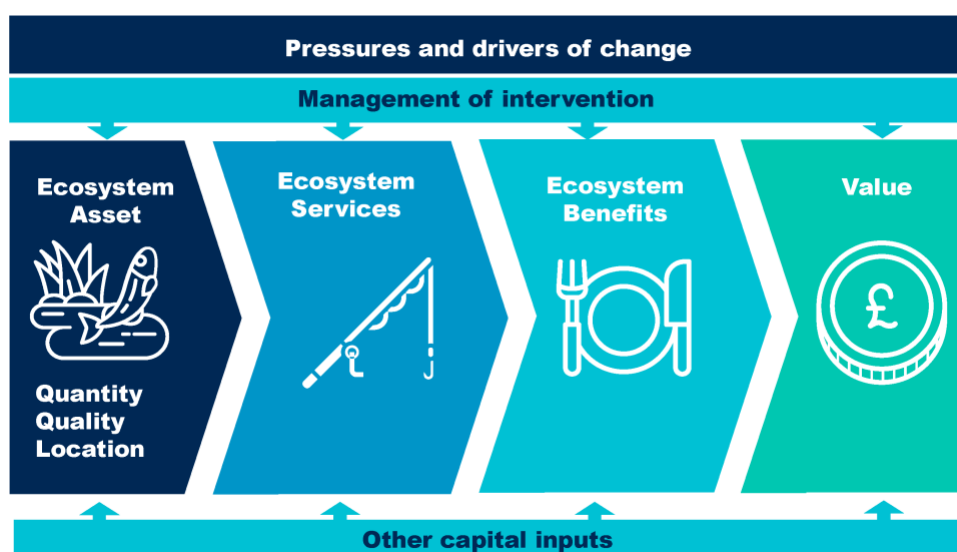 Pressures and drivers of change
Management of intervention
Ecosystem
Asset
Quantity
Quality
Location
Ecosystem
Services
Ecosystem
Benefits
Value
£
Other capital inputs